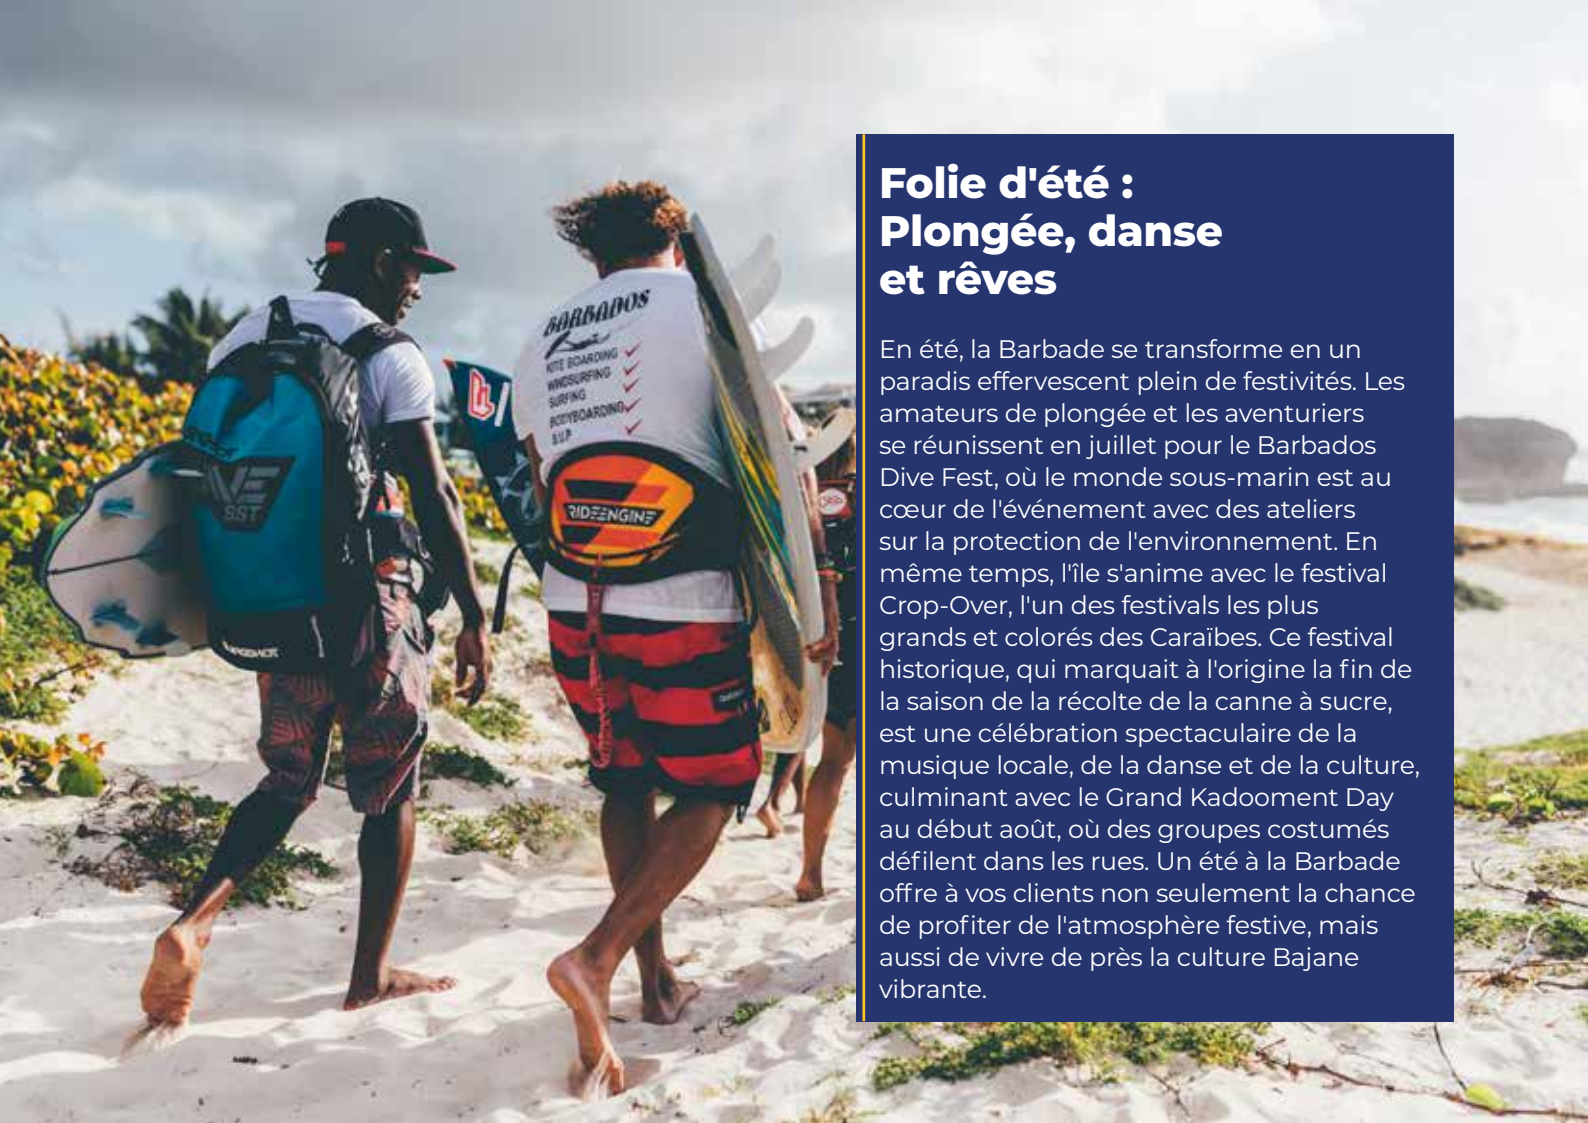 Folie d'été :
Plongée, danse
et rêves
En été, la Barbade se transforme en un
paradis effervescent plein de festivités. Les
amateurs de plongée et les aventuriers
se réunissent en juillet pour le Barbados
Dive Fest, où le monde sous-marin est au
cœur de l'événement avec des ateliers
sur la protection de l'environnement. En
même temps, l'île s'anime avec le festival
Crop-Over, l'un des festivals les plus
grands et colorés des Caraïbes. Ce festival
historique, qui marquait à l'origine la fin de
la saison de la récolte de la canne à sucre,
est une célébration spectaculaire de la
musique locale, de la danse et de la culture,
culminant avec le Grand Kadooment Day
au début août, où des groupes costumés
défilent dans les rues. Un été à la Barbade
offre à vos clients non seulement la chance
de profiter de l'atmosphère festive, mais
aussi de vivre de près la culture Bajane
vibrante.
BARBADOS
KITE BOARDING
WINDSURFING
SURFING
BODYBOARDING
S.U.P
RIDEENGINE
SST